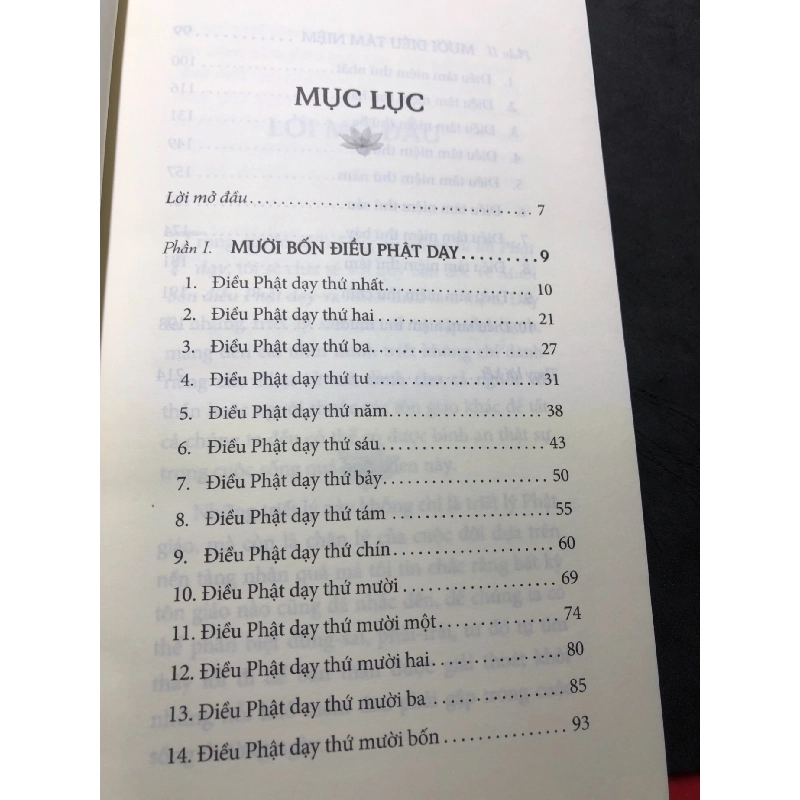 MỤC LỤC
Lời mở đầu.................................................. 7
Phần I. MƯỜI BỐN ĐIỀU PHẬT DẠY.......... 9
1. Điều Phật dạy thứ nhất.......................... 10
2. Điều Phật dạy thứ hai .......................... 21
3. Điều Phật dạy thứ ba............................ 27
4. Điều Phật dạy thứ tư ........................... 31
5. Điều Phật dạy thứ năm.......................... 38
6. Điều Phật dạy thứ sáu .......................... 43
7. Điều Phật dạy thứ bảy .......................... 50
8. Điều Phật dạy thứ tám .......................... 55
9. Điều Phật dạy thứ chín.......................... 60
10. Điều Phật dạy thứ mười ........................ 69
11. Điều Phật dạy thứ mười một.................... 74
12. Điều Phật dạy thứ mười hai.................... 80
13. Điều Phật dạy thứ mười ba .................... 85
14. Điều Phật dạy thứ mười bốn ................... 93